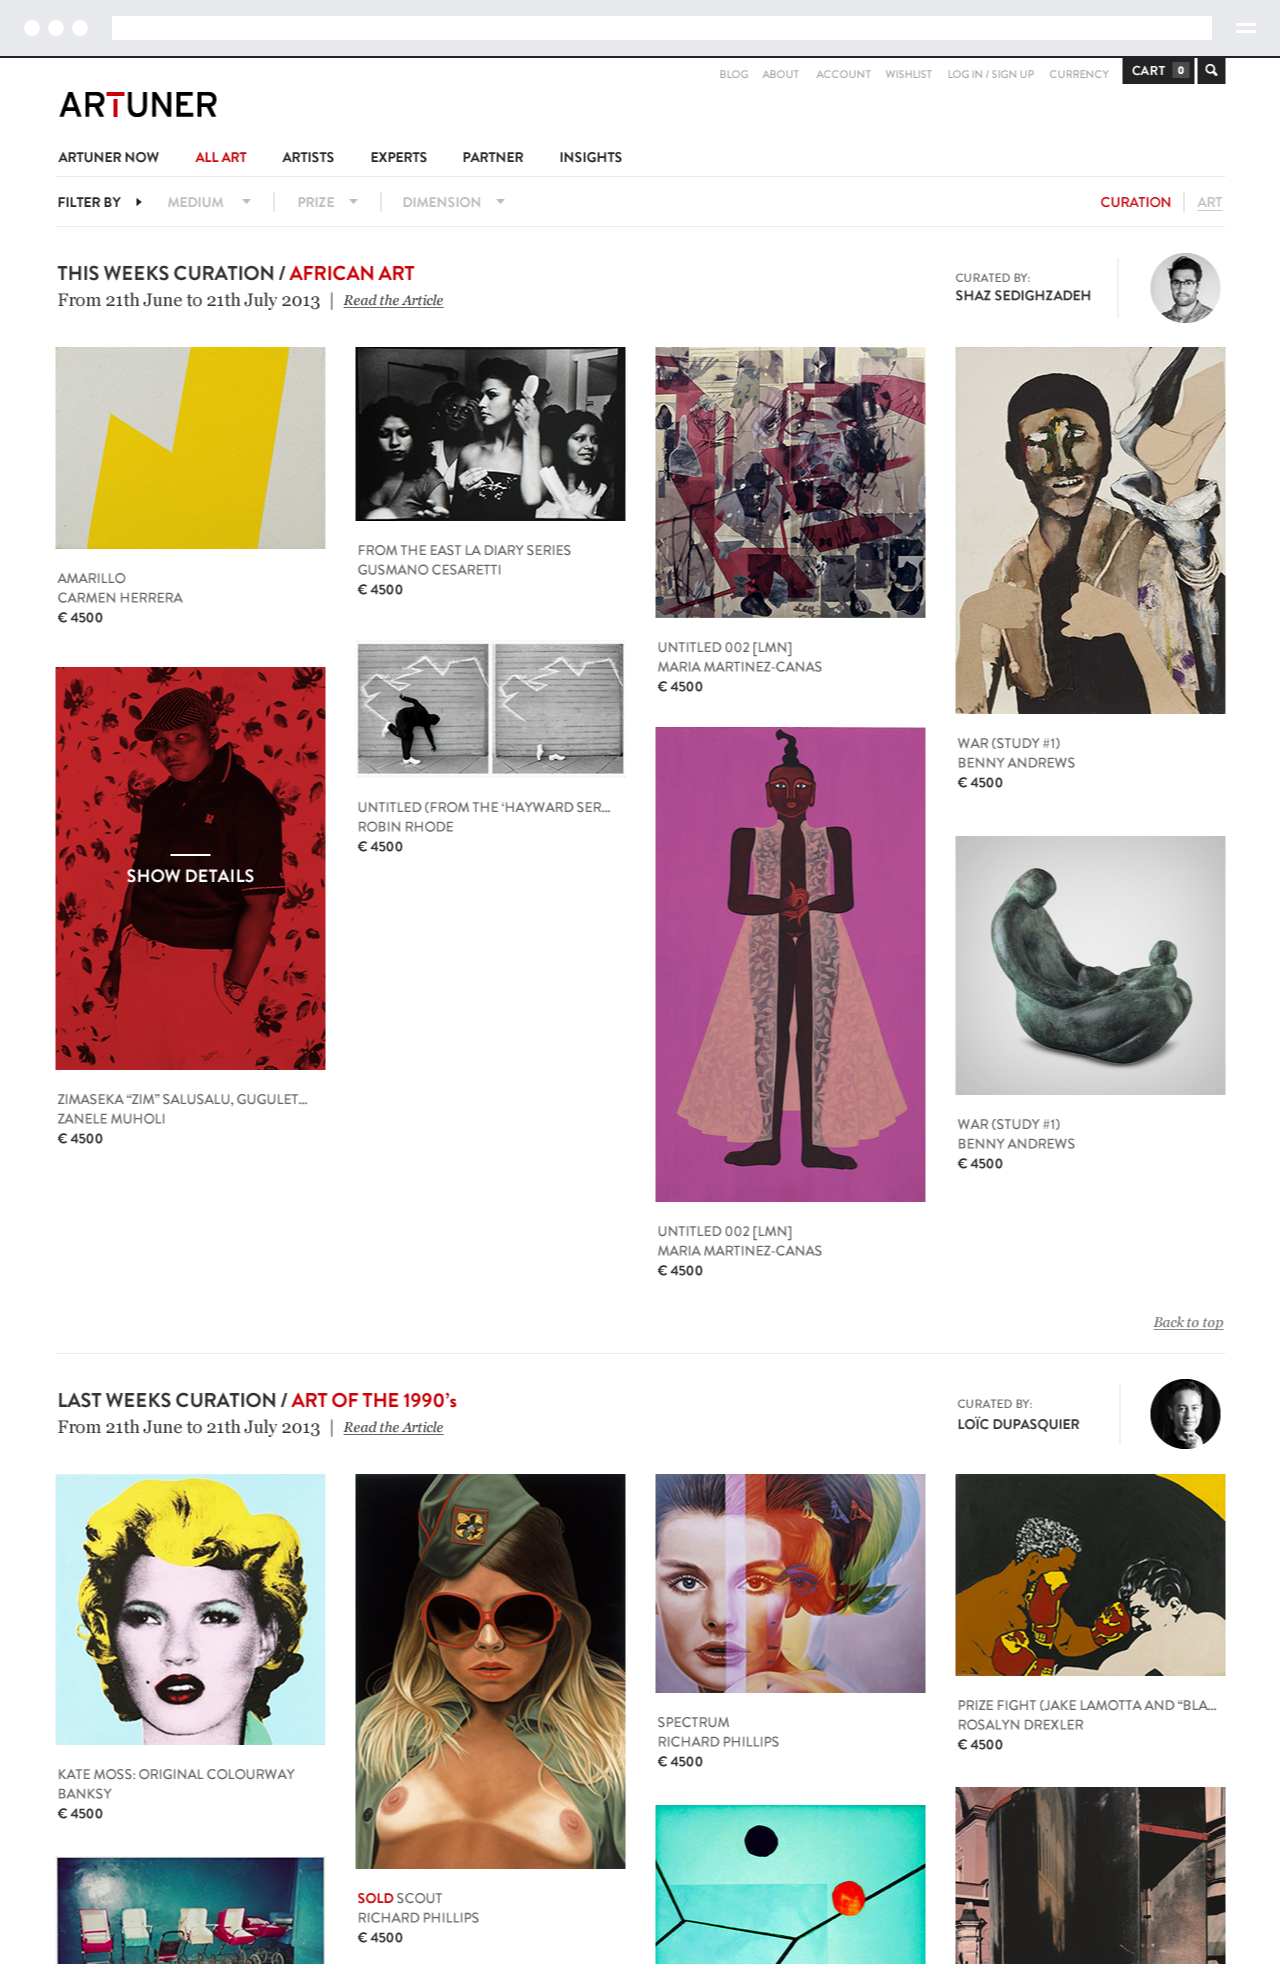 BLOG ABOUT ACCOUNT WISHLIST LOG IN / SIGN UP CURRENCY CART 0
ARTUNER
ARTUNER NOW ALL ART ARTISTS EXPERTS PARTNER INSIGHTS
FILTER BY MEDIUM PRIZE DIMENSION CURATION ART
THIS WEEKS CURATION / AFRICAN ART
From 21th June to 21th July 2013 | Read the Article
CURATED BY:
SHAZ SEDIGHZADEH
AMARILLO
CARMEN HERRERA
€ 4500
FROM THE EAST LA DIARY SERIES
GUSMANO CESARETTI
€ 4500
UNTITLED 002 [LMN]
MARIA MARTINEZ-CANAS
€ 4500
WAR (STUDY #1)
BENNY ANDREWS
€ 4500
SHOW DETAILS
ZIMASEKA “ZIM” SALUSALU, GUGULET...
ZANELE MUHOLI
€ 4500
UNTITLED (FROM THE ‘HAYWARD SER...
ROBIN RHODE
€ 4500
UNTITLED 002 [LMN]
MARIA MARTINEZ-CANAS
€ 4500
WAR (STUDY #1)
BENNY ANDREWS
€ 4500
Back to top
LAST WEEKS CURATION / ART OF THE 1990’s
From 21th June to 21th July 2013 | Read the Article
CURATED BY:
LOÏC DUPASQUIER
KATE MOSS: ORIGINAL COLOURWAY
BANKSY
€ 4500
SOLD SCOUT
RICHARD PHILLIPS
€ 4500
SPECTRUM
RICHARD PHILLIPS
€ 4500
PRIZE FIGHT (JAKE LAMOTTA AND “BLA...
ROSALYN DREXLER
€ 4500